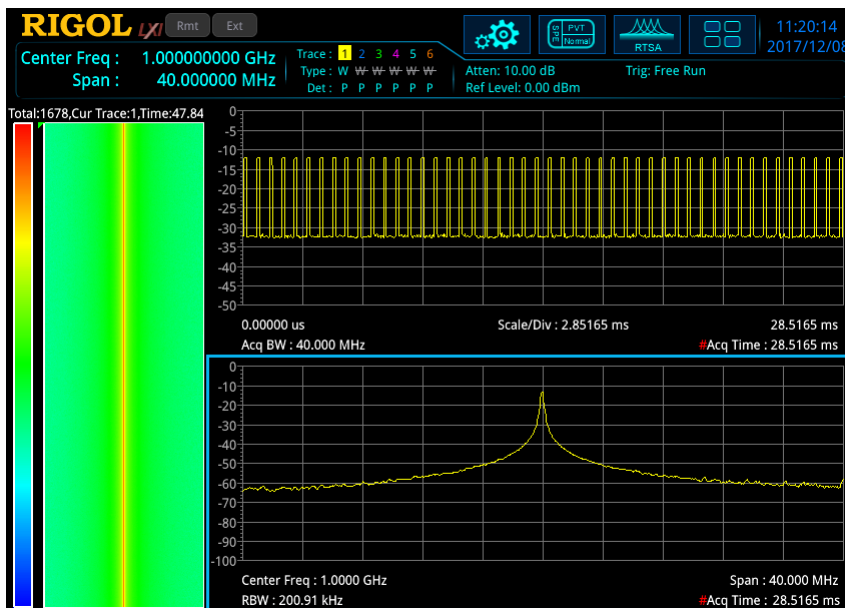 RIGOL LXI Rmt Ext
Center Freq : 1.000000000 GHz
Span : 40.000000 MHz
Trace : 1 2 3 4 5 6
Type : W W W W W W
Det : P P P P P P
SPE
PVT
Normal
RTSA
Atten: 10.00 dB
Trig: Free Run
Ref Level: 0.00 dBm
11:20:14
2017/12/08
Total:1678,Cur Trace:1,Time:47.84
0
-5
-10
-15
-20
-25
-30
-35
-40
-45
-50
0.00000 us
Scale/Div : 2.85165 ms
28.5165 ms
Acq BW : 40.000 MHz
#Acq Time : 28.5165 ms
0
-10
-20
-30
-40
-50
-60
-70
-80
-90
-100
Center Freq : 1.0000 GHz
Span : 40.000 MHz
RBW : 200.91 kHz
#Acq Time : 28.5165 ms